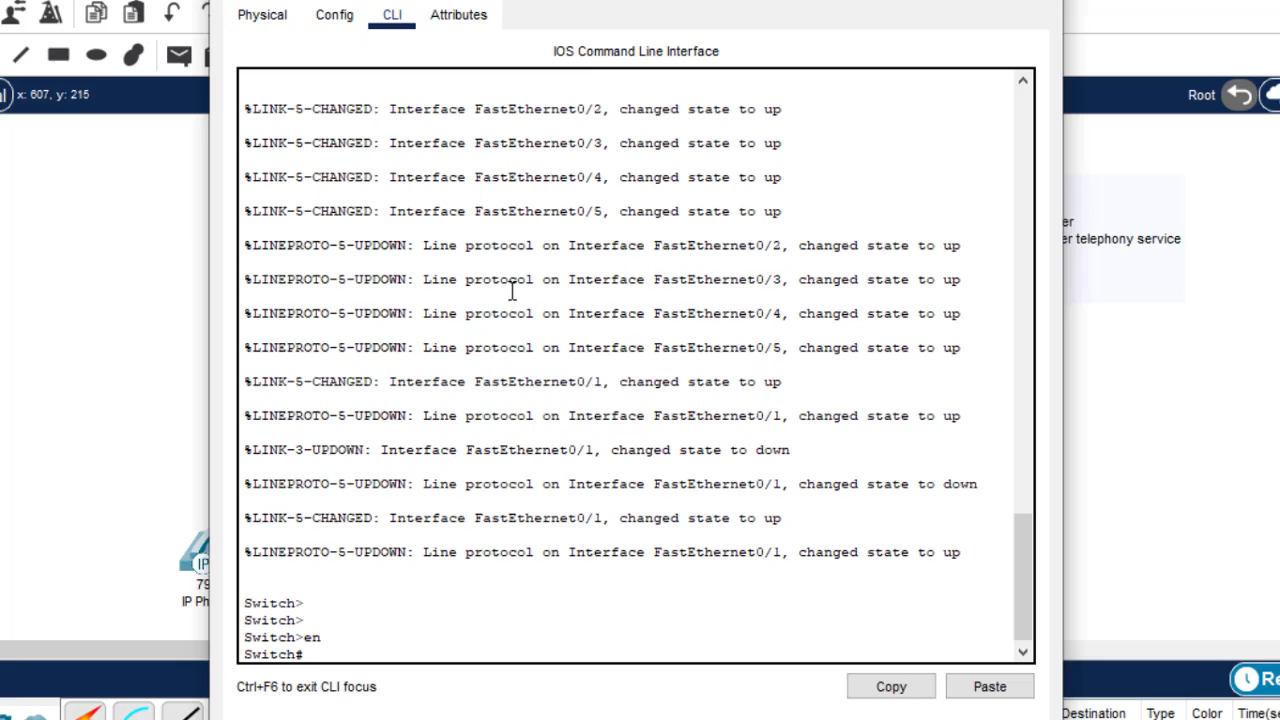 Physical Config CLI Attributes
IOS Command Line Interface
x: 607, y: 215
Root
%LINK-5-CHANGED: Interface FastEthernet0/2, changed state to up
%LINK-5-CHANGED: Interface FastEthernet0/3, changed state to up
%LINK-5-CHANGED: Interface FastEthernet0/4, changed state to up
%LINK-5-CHANGED: Interface FastEthernet0/5, changed state to up
er
er telephony service
%LINEPROTO-5-UPDOWN: Line protocol on Interface FastEthernet0/2, changed state to up
%LINEPROTO-5-UPDOWN: Line protocol on Interface FastEthernet0/3, changed state to up
%LINEPROTO-5-UPDOWN: Line protocol on Interface FastEthernet0/4, changed state to up
%LINEPROTO-5-UPDOWN: Line protocol on Interface FastEthernet0/5, changed state to up
%LINK-5-CHANGED: Interface FastEthernet0/1, changed state to up
%LINEPROTO-5-UPDOWN: Line protocol on Interface FastEthernet0/1, changed state to up
%LINK-3-UPDOWN: Interface FastEthernet0/1, changed state to down
%LINEPROTO-5-UPDOWN: Line protocol on Interface FastEthernet0/1, changed state to down
%LINK-5-CHANGED: Interface FastEthernet0/1, changed state to up
%LINEPROTO-5-UPDOWN: Line protocol on Interface FastEthernet0/1, changed state to up
IP
79
IP Ph
Switch>
Switch>
Switch>en
Switch#
Ctrl+F6 to exit CLI focus
Copy Paste
Re
Destination Type Color Time(se